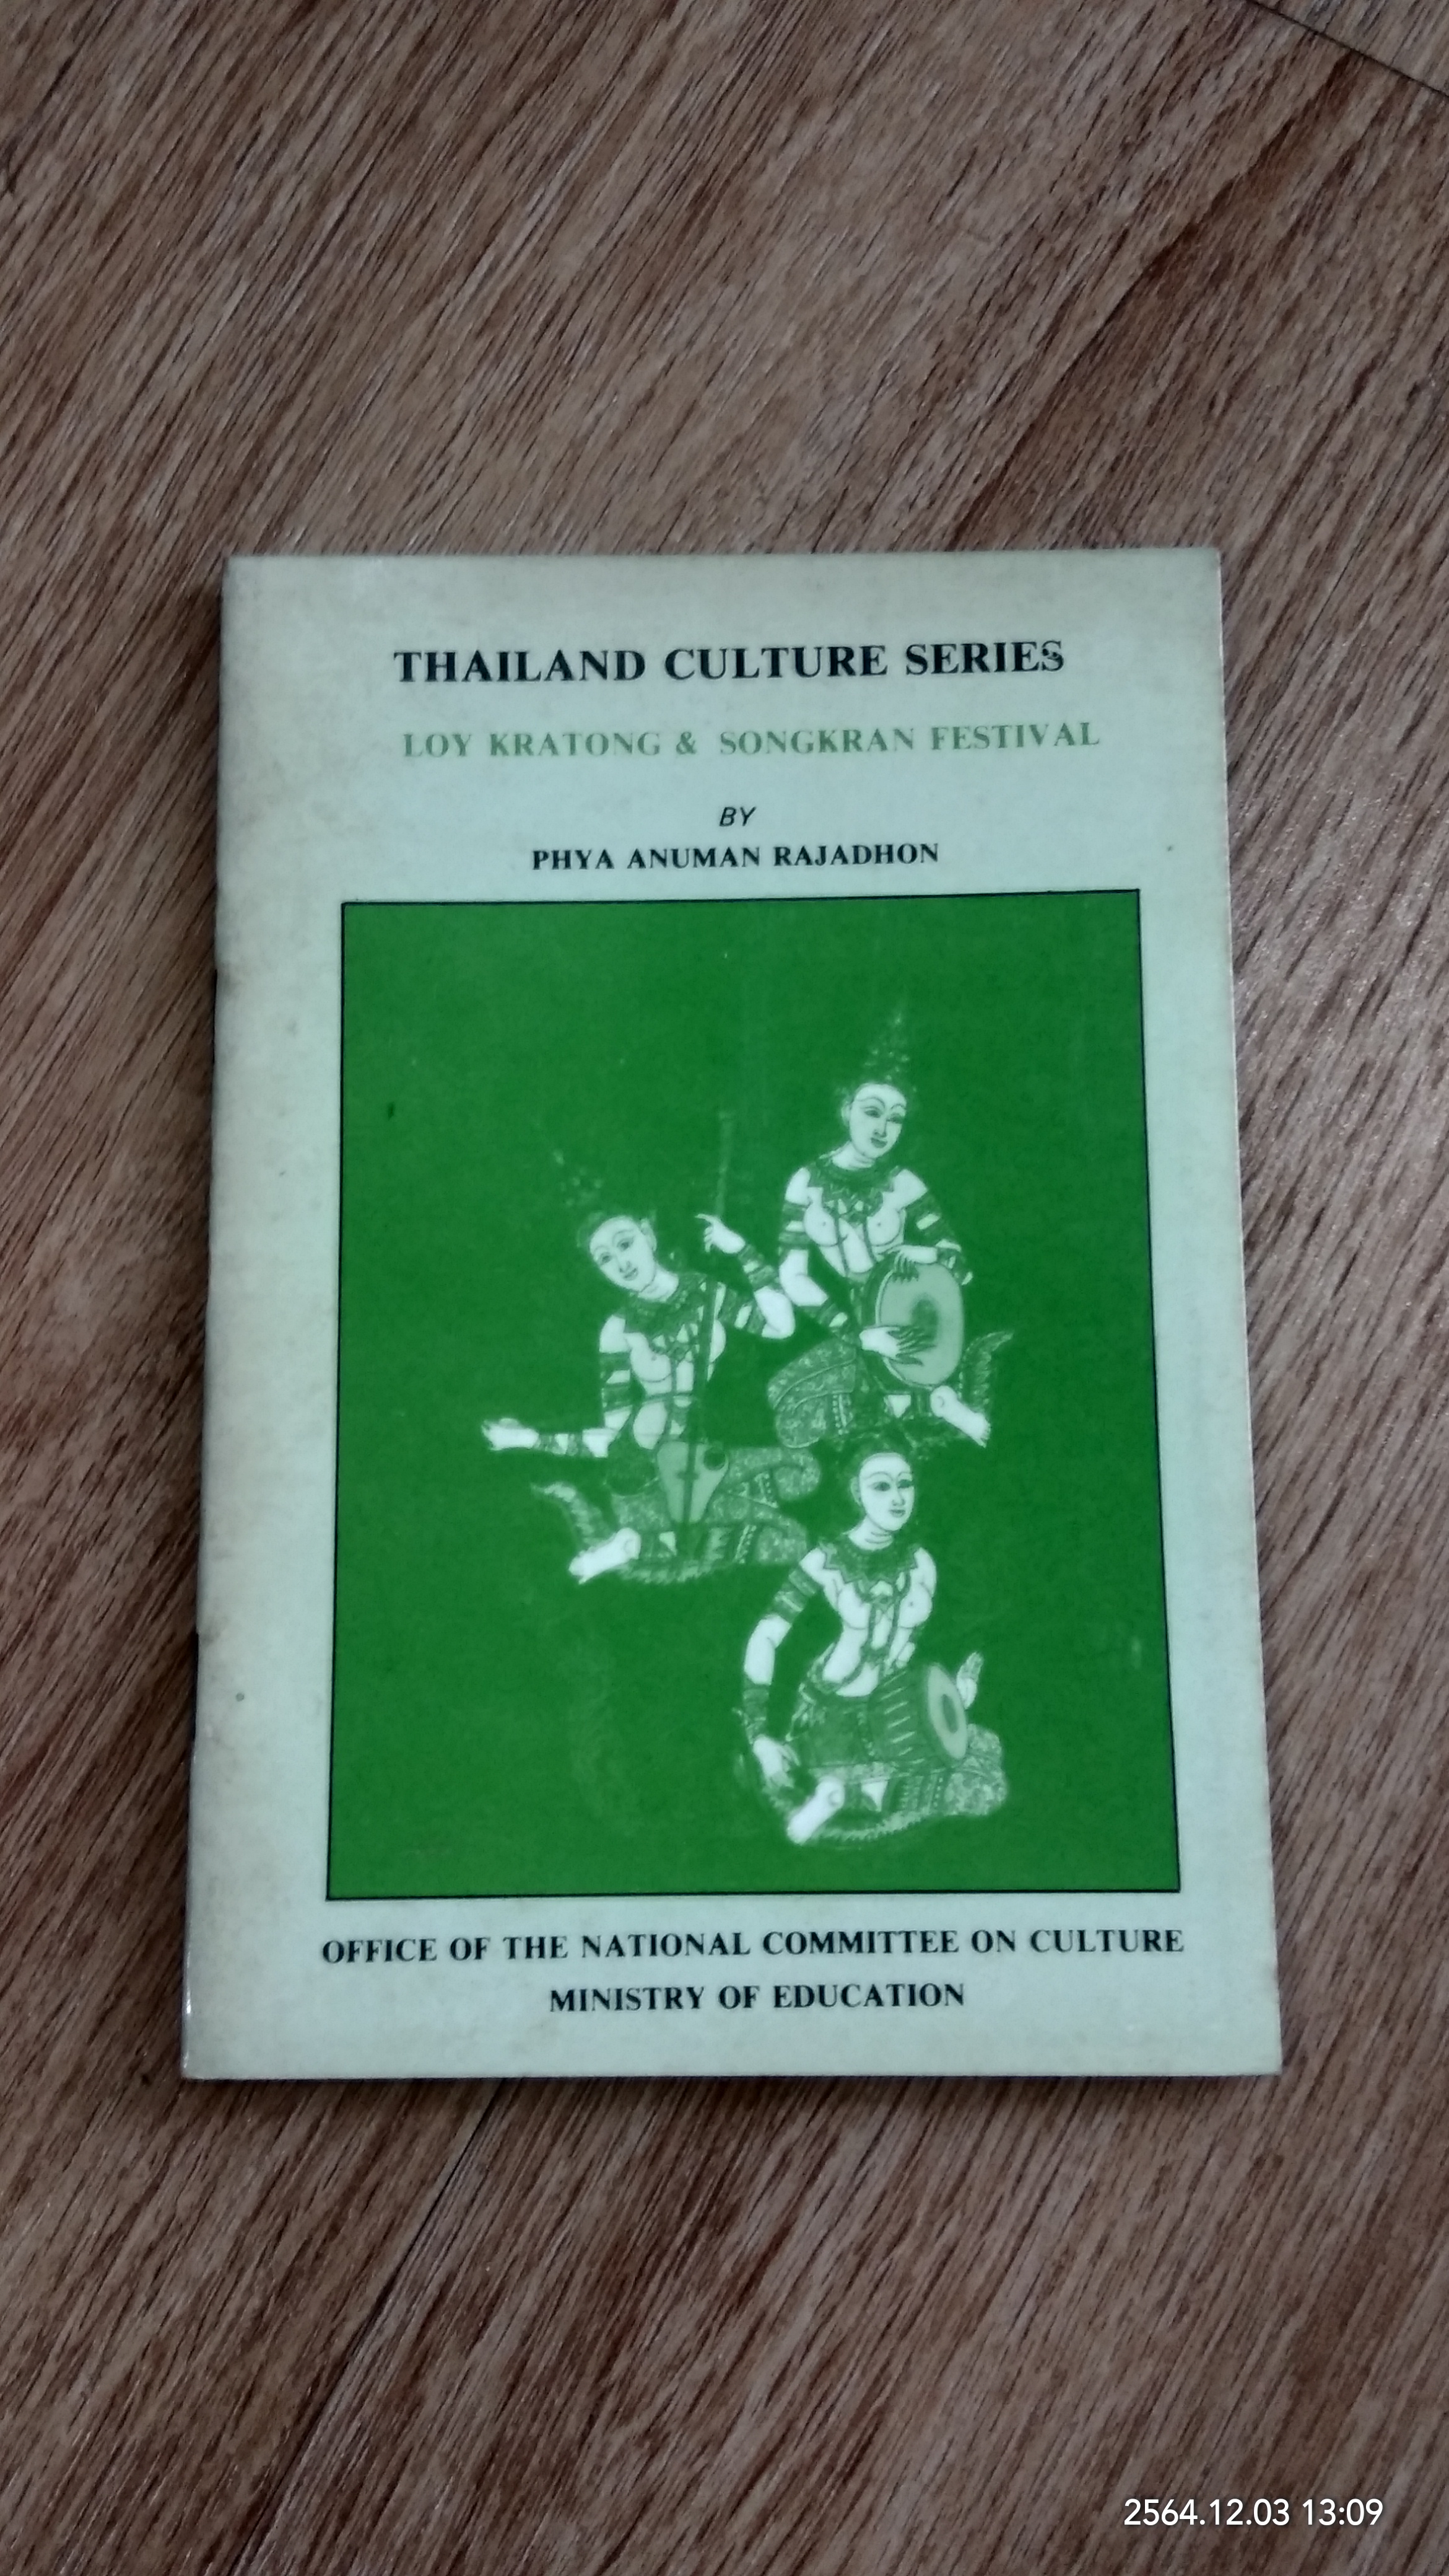 THAILAND CULTURE SERIES
LOY KRATONG & SONGKRAN FESTIVAL
BY
PHYA ANUMAN RAJADHON
OFFICE OF THE NATIONAL COMMITTEE ON CULTURE
MINISTRY OF EDUCATION
2564.12.03 13:09